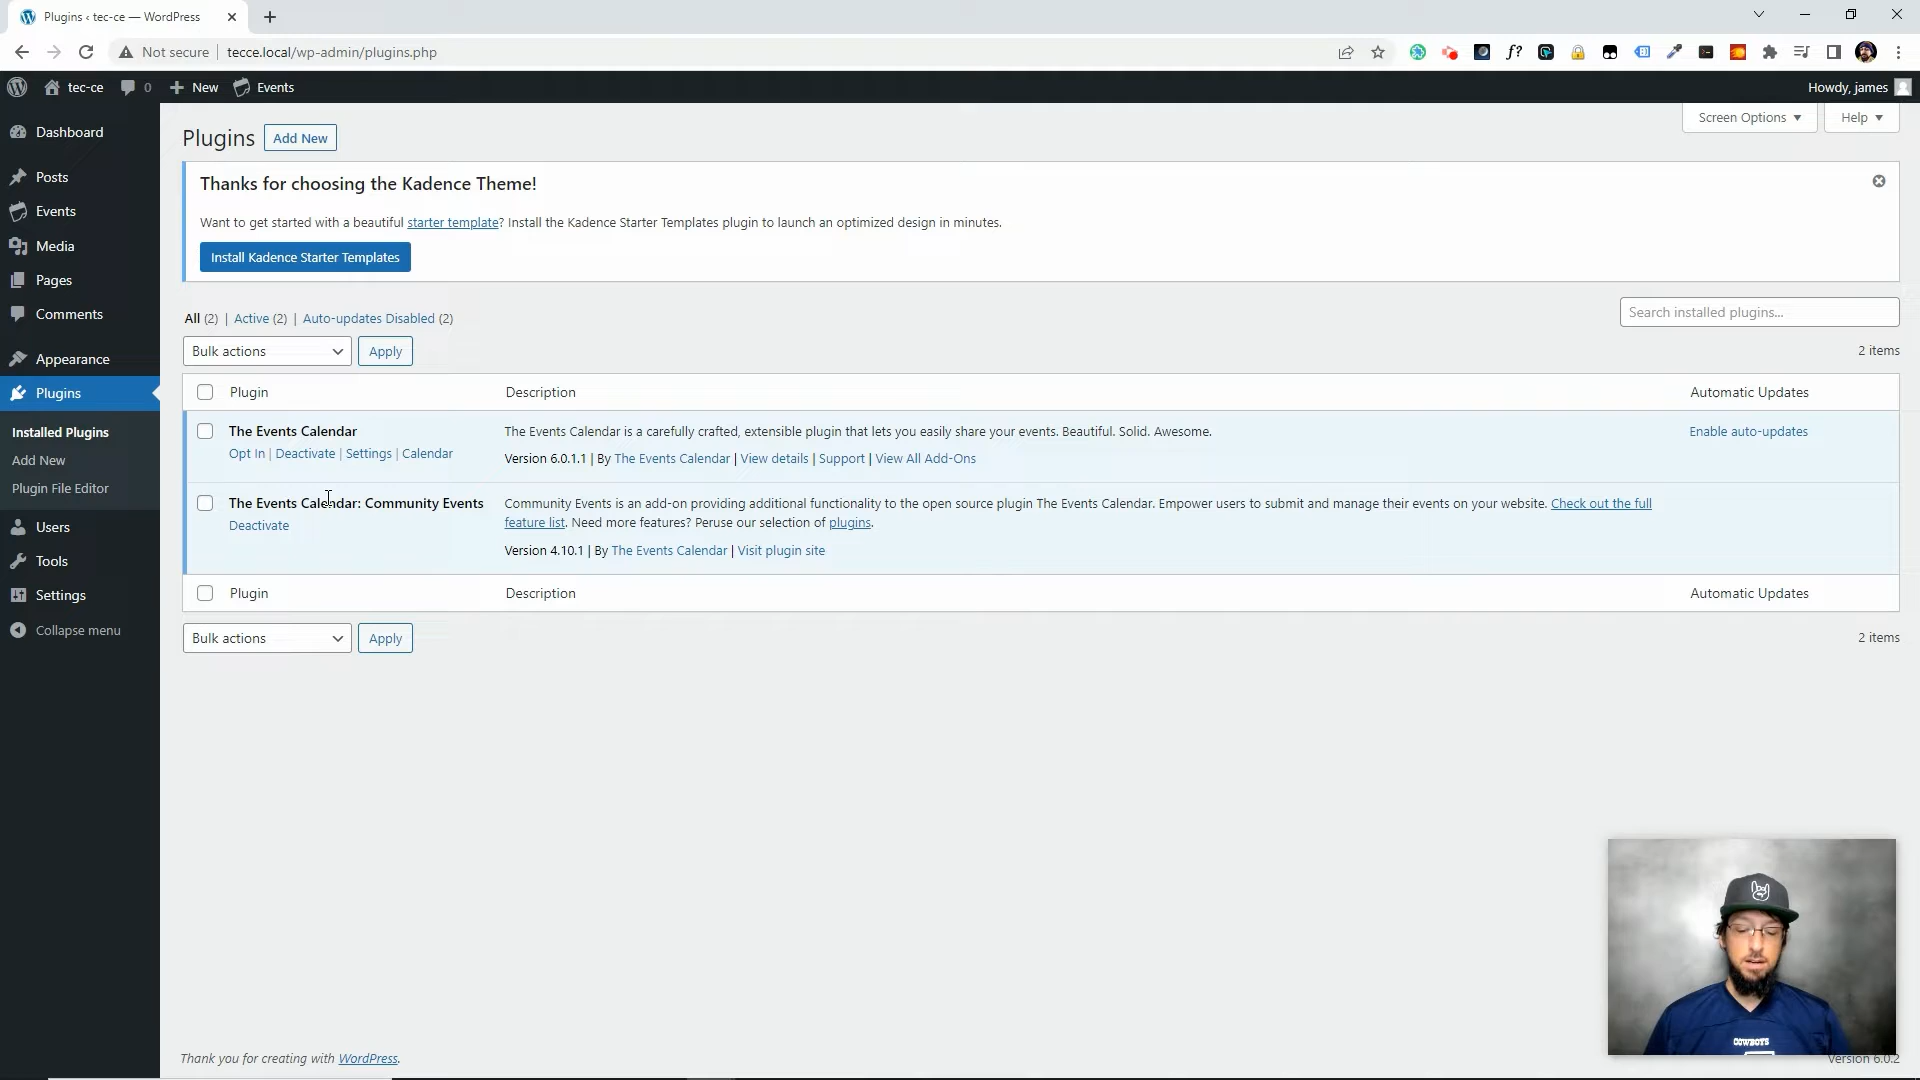 Plugins ‹ tec-ce — WordPress
Not secure
tecce.local/wp-admin/plugins.php
f?
tec-ce
0
New
Events
Howdy, james
Dashboard
Posts
Events
Media
Pages
Comments
Appearance
Plugins
Installed Plugins
Add New
Plugin File Editor
Users
Tools
Settings
Collapse menu
Screen Options
Help
Plugins
Add New
Thanks for choosing the Kadence Theme!
Want to get started with a beautiful starter template? Install the Kadence Starter Templates plugin to launch an optimized design in minutes.
Install Kadence Starter Templates
All (2) | Active (2) | Auto-updates Disabled (2)
Search installed plugins...
Bulk actions
Apply
2 items
Plugin
Description
Automatic Updates
The Events Calendar
Opt In | Deactivate | Settings | Calendar
The Events Calendar is a carefully crafted, extensible plugin that lets you easily share your events. Beautiful. Solid. Awesome.
Version 6.0.1.1 | By The Events Calendar | View details | Support | View All Add-Ons
Enable auto-updates
The Events Calendar: Community Events
Deactivate
Community Events is an add-on providing additional functionality to the open source plugin The Events Calendar. Empower users to submit and manage their events on your website. Check out the full
feature list. Need more features? Peruse our selection of plugins.
Version 4.10.1 | By The Events Calendar | Visit plugin site
Plugin
Description
Automatic Updates
Bulk actions
Apply
2 items
COWBOYS
Thank you for creating with WordPress.
Version 6.0.2